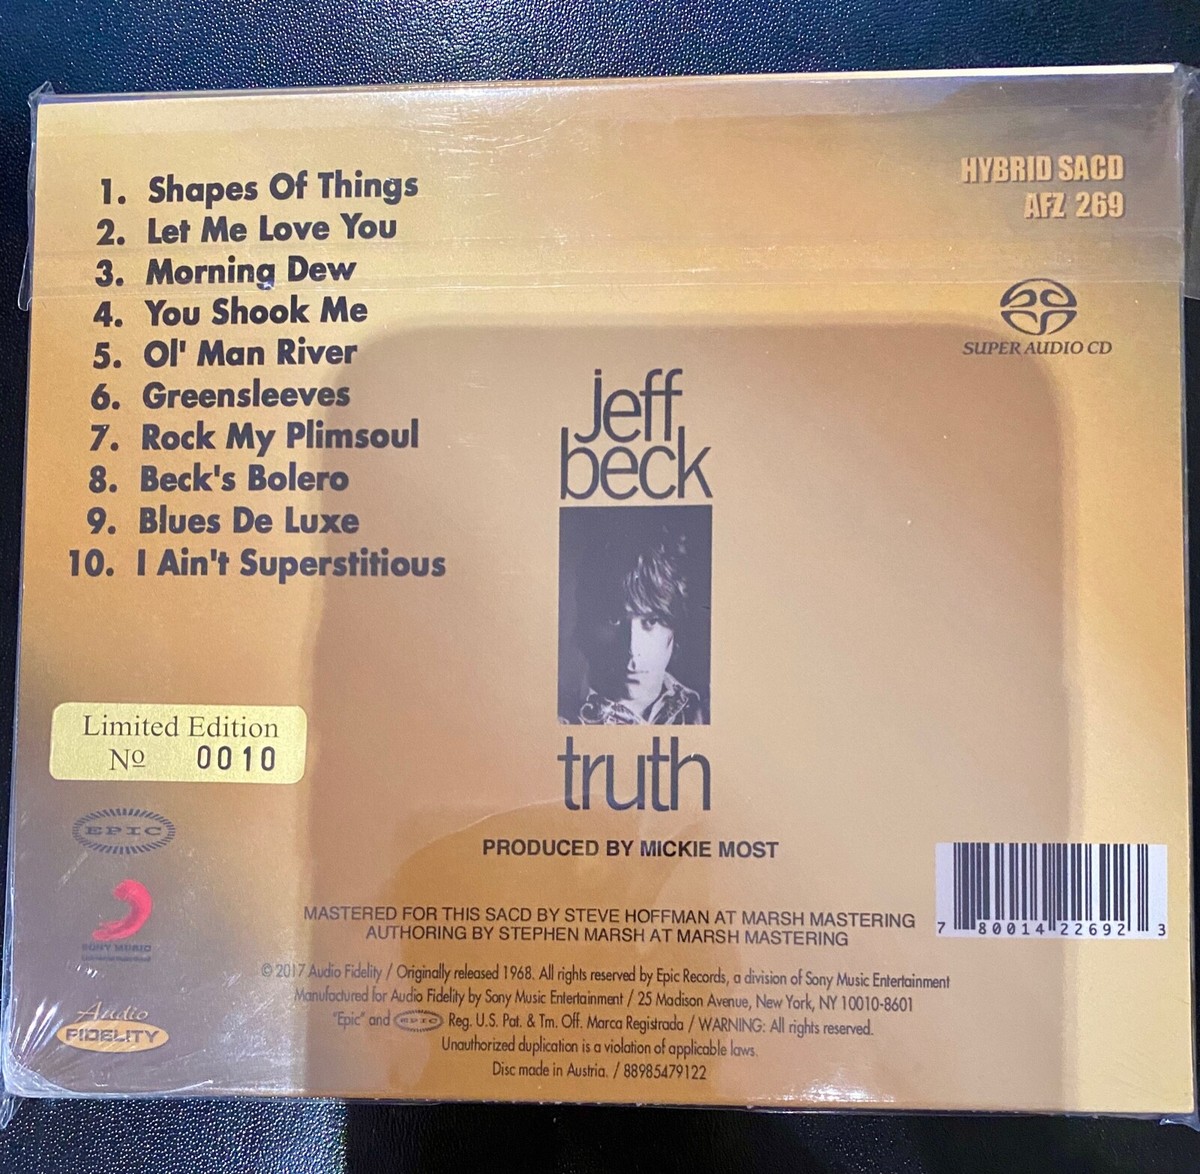 1. Shapes Of Things
2. Let Me Love You
3. Morning Dew
4. You Shook Me
5. Ol' Man River
6. Greensleeves
7. Rock My Plimsoul
8. Beck's Bolero
9. Blues De Luxe
10. I Ain't Superstitious
HYBRID SACD
AFZ 269
SUPER AUDIO CD
jeff
beck
truth
Limited Edition
No 0010
EPIC
SONY MUSIC
Audio
FIDELITY
PRODUCED BY MICKIE MOST
MASTERED FOR THIS SACD BY STEVE HOFFMAN AT MARSH MASTERING
AUTHORING BY STEPHEN MARSH AT MARSH MASTERING
© 2017 Audio Fidelity / Originally released 1968. All rights reserved by Epic Records, a division of Sony Music Entertainment
Manufactured for Audio Fidelity by Sony Music Entertainment / 25 Madison Avenue, New York, NY 10010-8601
"Epic" and EPIC Reg. U.S. Pat. & Tm. Off. Marca Registrada / WARNING: All rights reserved.
Unauthorized duplication is a violation of applicable laws.
Disc made in Austria. / 88985479122
7 80014 22692 3